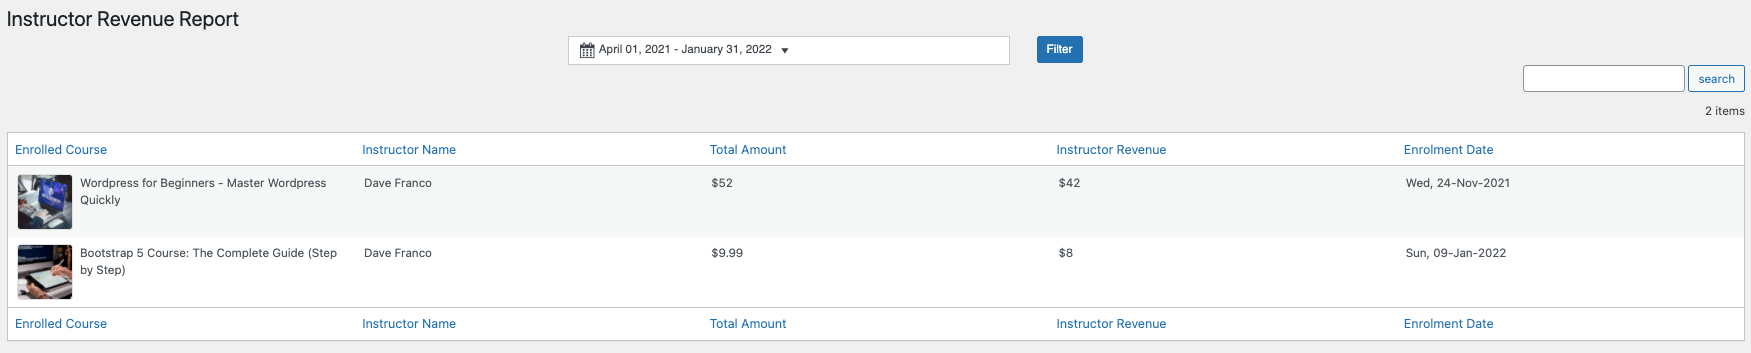 Instructor Revenue Report
April 01, 2021 - January 31, 2022
Filter
search
2 items
Enrolled Course Instructor Name Total Amount Instructor Revenue Enrolment Date
Wordpress for Beginners - Master Wordpress Dave Franco $52 $42 Wed, 24-Nov-2021
Quickly
Bootstrap 5 Course: The Complete Guide (Step Dave Franco $9.99 $8 Sun, 09-Jan-2022
by Step)
Enrolled Course Instructor Name Total Amount Instructor Revenue Enrolment Date